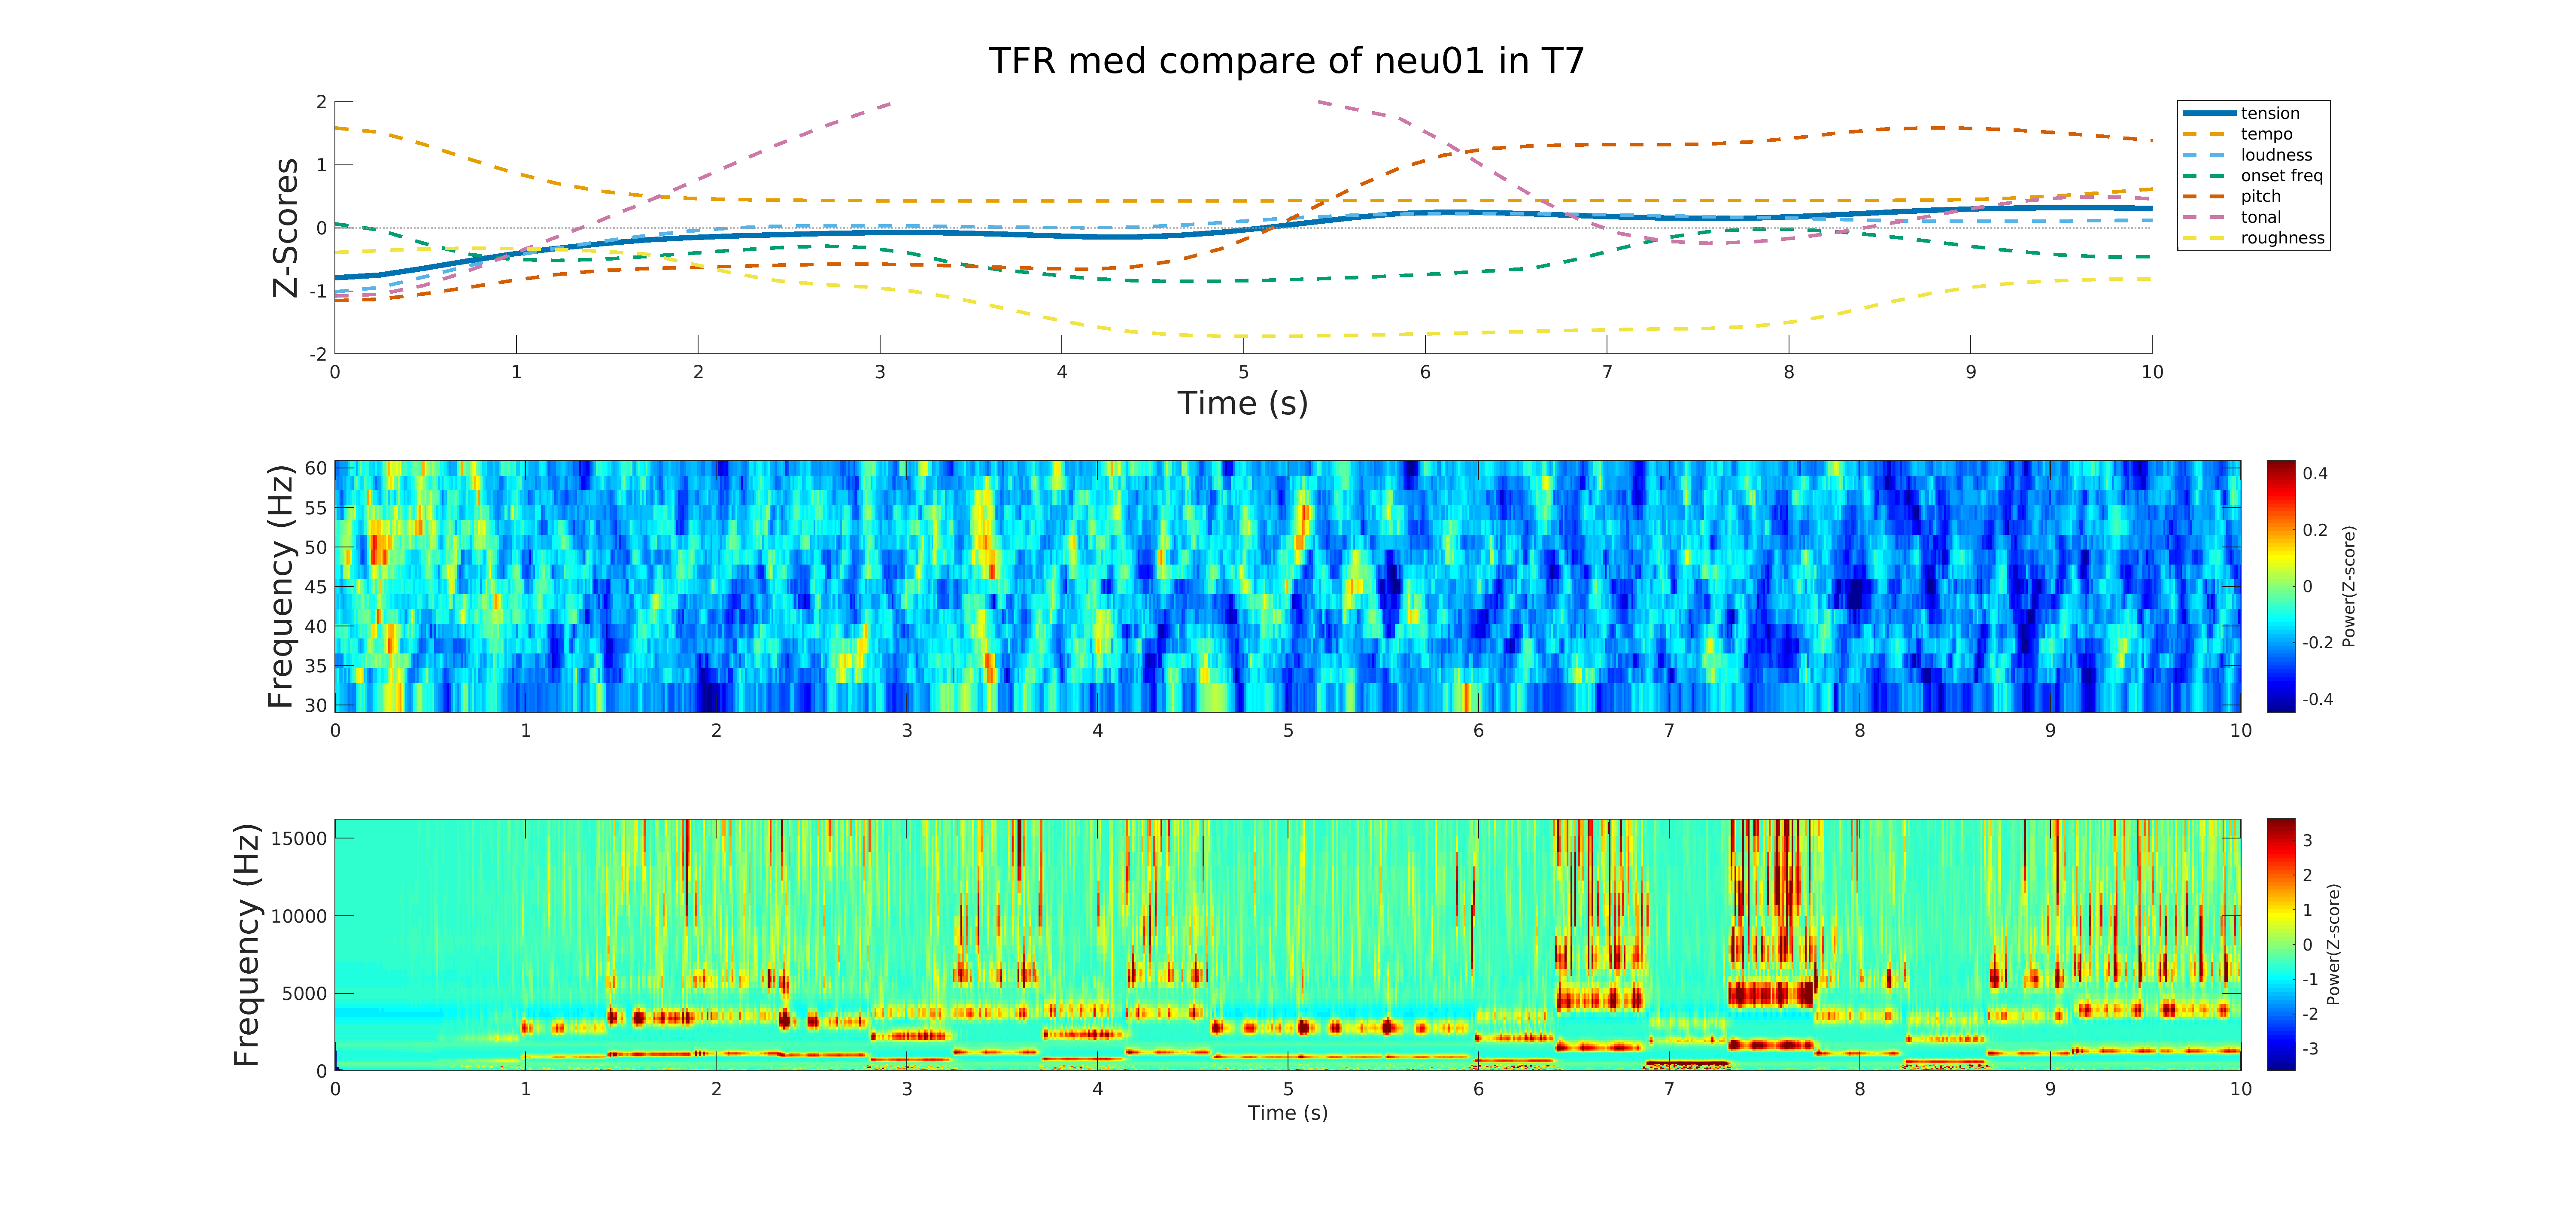 TFR med compare of neu01 in T7
Z-Scores
2
1
0
-1
-2
0 1 2 3 4 5 6 7 8 9 10
Time (s)
tension
tempo
loudness
onset freq
pitch
tonal
roughness
Frequency (Hz)
60
55
50
45
40
35
30
0 1 2 3 4 5 6 7 8 9 10
0.4
0.2
0
-0.2
-0.4
Power(Z-score)
Frequency (Hz)
15000
10000
5000
0
0 1 2 3 4 5 6 7 8 9 10
Time (s)
3
2
1
0
-1
-2
-3
Power(Z-score)